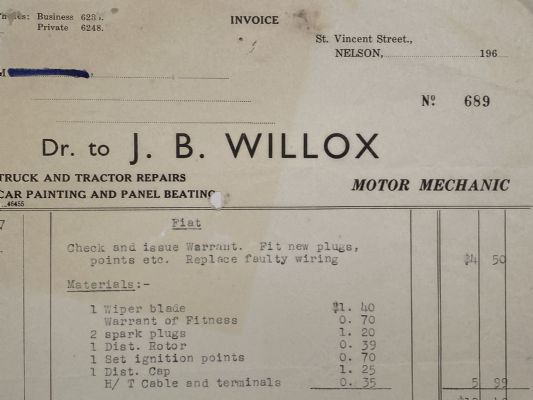 Business 6285. INVOICE
Private 6248.
St. Vincent Street.,
NELSON, 196
M
Nº 689
Dr. to J. B. WILLOX
TRUCK AND TRACTOR REPAIRS
CAR PAINTING AND PANEL BEATING
MOTOR MECHANIC
46455
7 Fiat
Check and issue Warrant. Fit new plugs,
points etc. Replace faulty wiring $4 50
Materials:-
1 Wiper blade $1. 40
Warrant of Fitness 0. 70
2 spark plugs 1. 20
1 Dist. Rotor 0. 39
1 Set ignition points 0. 70
1 Dist. Cap 1. 25
H/T Cable and terminals 0. 35 5 99